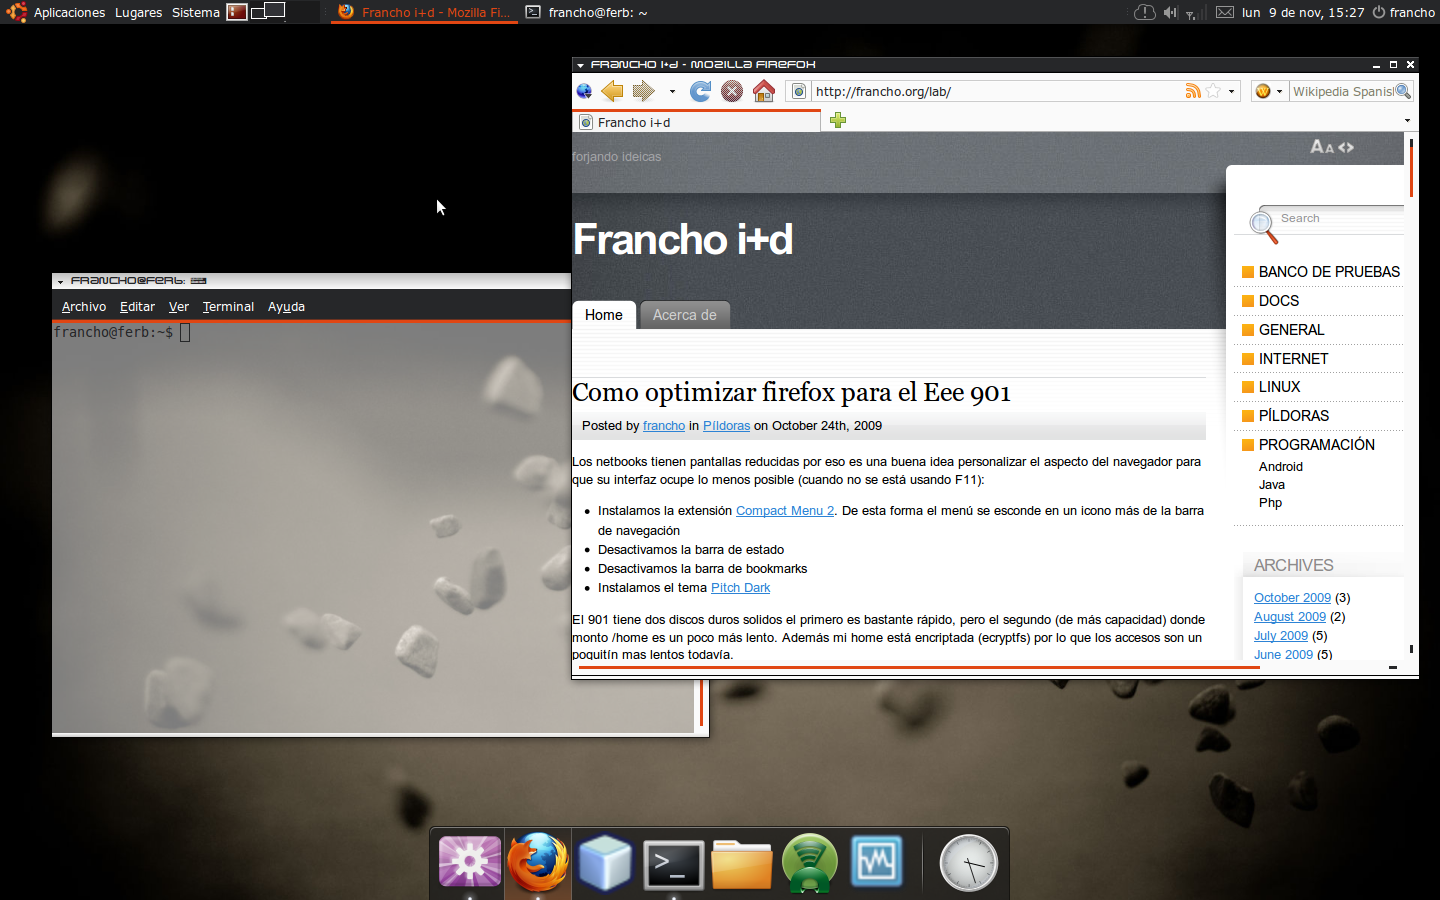 Aplicaciones Lugares Sistema
Francho i+d - Mozilla Fi...
francho@ferb: ~
lun 9 de nov, 15:27
francho
Francho i+d - Mozilla Firefox
http://francho.org/lab/
Wikipedia Spanis
Francho i+d
forjando ideicas
AA<>
Francho i+d
Home
Acerca de
Como optimizar firefox para el Eee 901
Posted by francho in Píldoras on October 24th, 2009
Los netbooks tienen pantallas reducidas por eso es una buena idea personalizar el aspecto del navegador para
que su interfaz ocupe lo menos posible (cuando no se está usando F11):
Instalamos la extensión Compact Menu 2. De esta forma el menú se esconde en un icono más de la barra
de navegación
Desactivamos la barra de estado
Desactivamos la barra de bookmarks
Instalamos el tema Pitch Dark
El 901 tiene dos discos duros solidos el primero es bastante rápido, pero el segundo (de más capacidad) donde
monto /home es un poco más lento. Además mi home está encriptada (ecryptfs) por lo que los accesos son un
poquitín mas lentos todavía.
Search
BANCO DE PRUEBAS
DOCS
GENERAL
INTERNET
LINUX
PÍLDORAS
PROGRAMACIÓN
Android
Java
Php
ARCHIVES
October 2009 (3)
August 2009 (2)
July 2009 (5)
June 2009 (5)
francho@ferb: ~
Archivo Editar Ver Terminal Ayuda
francho@ferb:~$